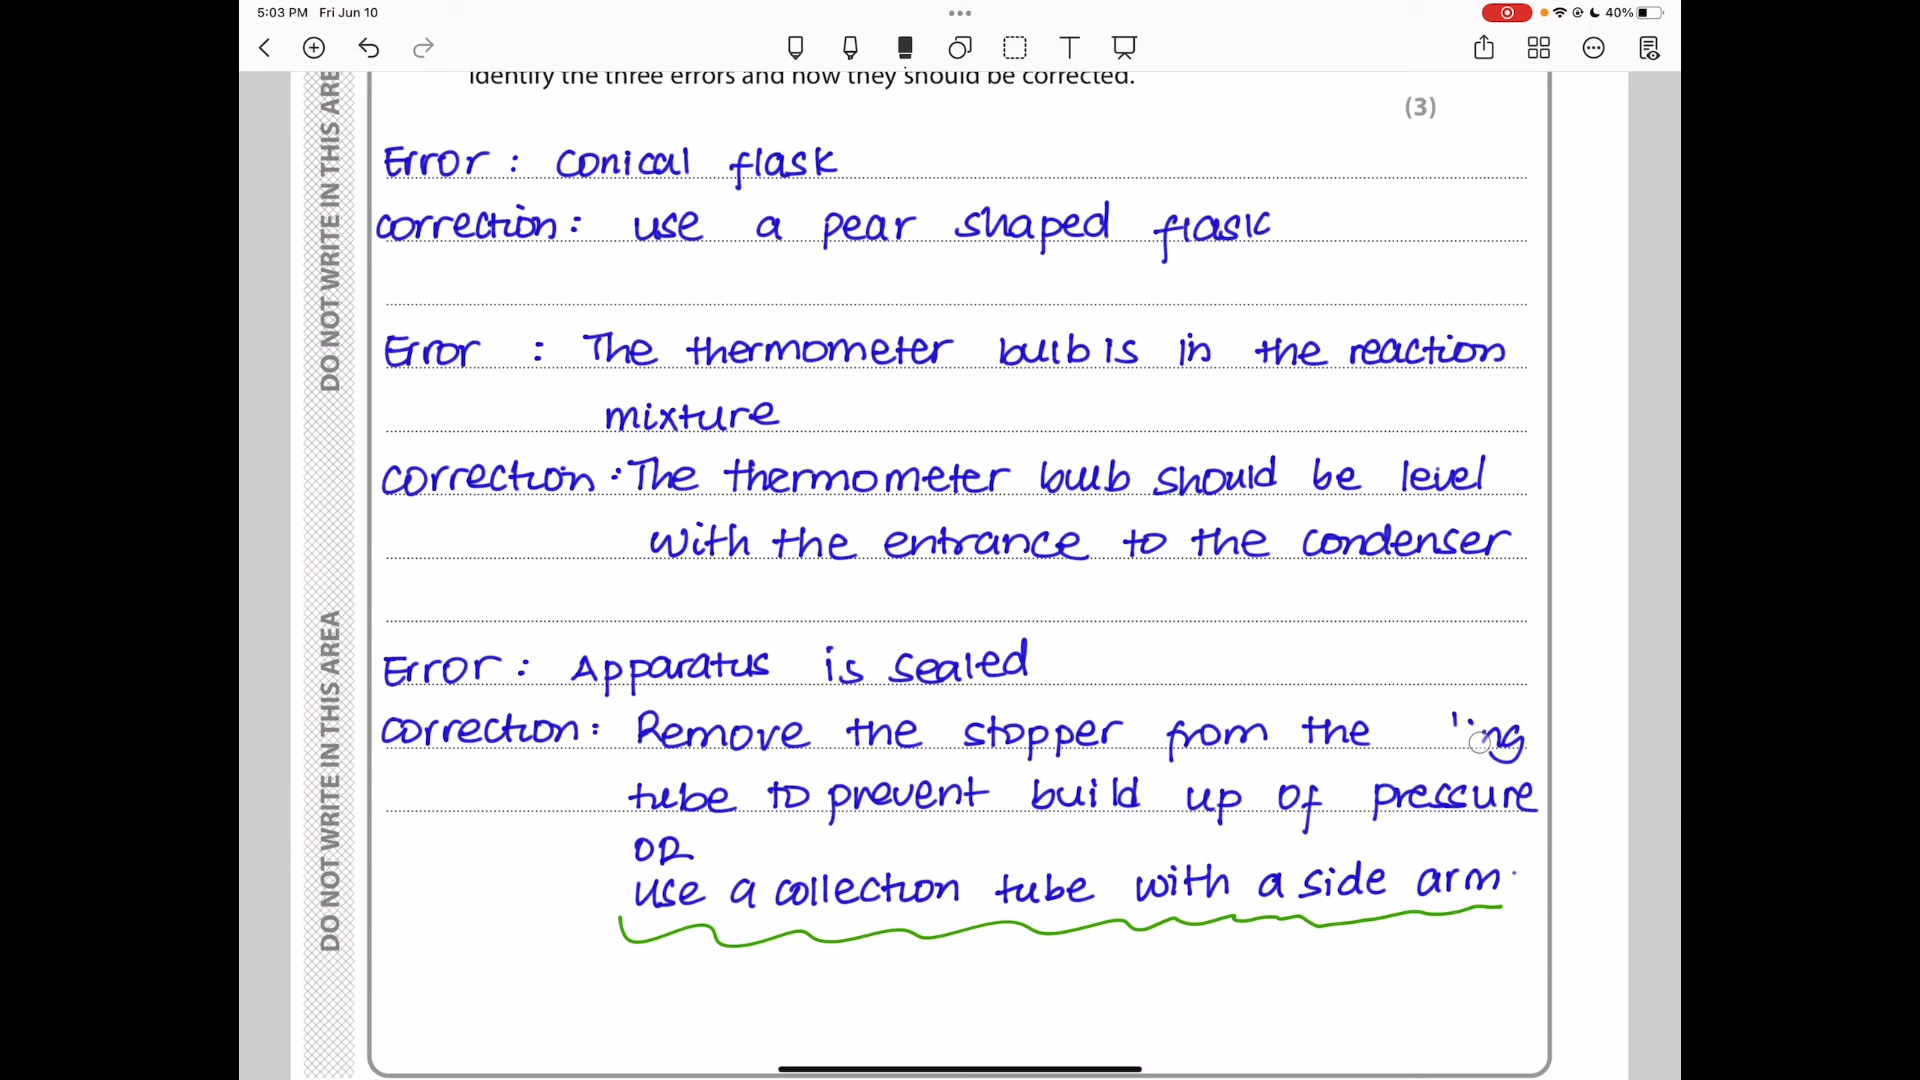 5:03 PM Fri Jun 10
40%
Identify the three errors and how they should be corrected.
(3)
Error : conical flask
correction : use a pear shaped flask
Error : The thermometer bulb is in the reaction
mixture
correction : The thermometer bulb should be level
with the entrance to the condenser
Error : Apparatus is sealed
correction : Remove the stopper from the
tube to prevent build up of pressure
OR
use a collection tube with a side arm.
DO NOT WRITE IN THIS AREA
DO NOT WRITE IN THIS AREA